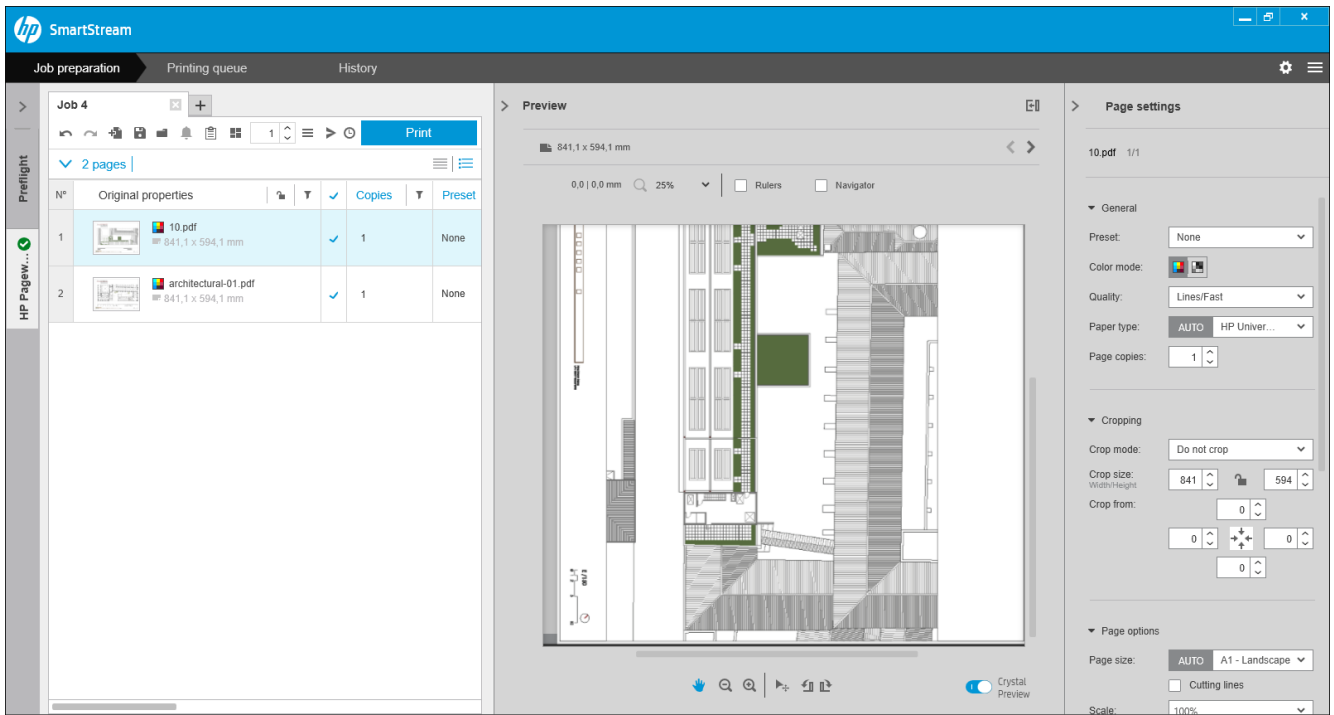 hp SmartStream
Job preparation Printing queue History
Job 4
1 Print
2 pages
Nº Original properties Copies Preset
1 10.pdf 1 None
841,1 x 594,1 mm
2 architectural-01.pdf 1 None
841,1 x 594,1 mm
Preflight
HP Pagew...
Preview
841,1 x 594,1 mm
0,0 | 0,0 mm 25% Rulers Navigator
Crystal
Preview
Page settings
10.pdf 1/1
General
Preset: None
Color mode:
Quality: Lines/Fast
Paper type: AUTO HP Univer...
Page copies: 1
Cropping
Crop mode: Do not crop
Crop size: 841 594
Width/Height
Crop from: 0
0 0
0
Page options
Page size: AUTO A1 - Landscape
Cutting lines
Scale: 100%